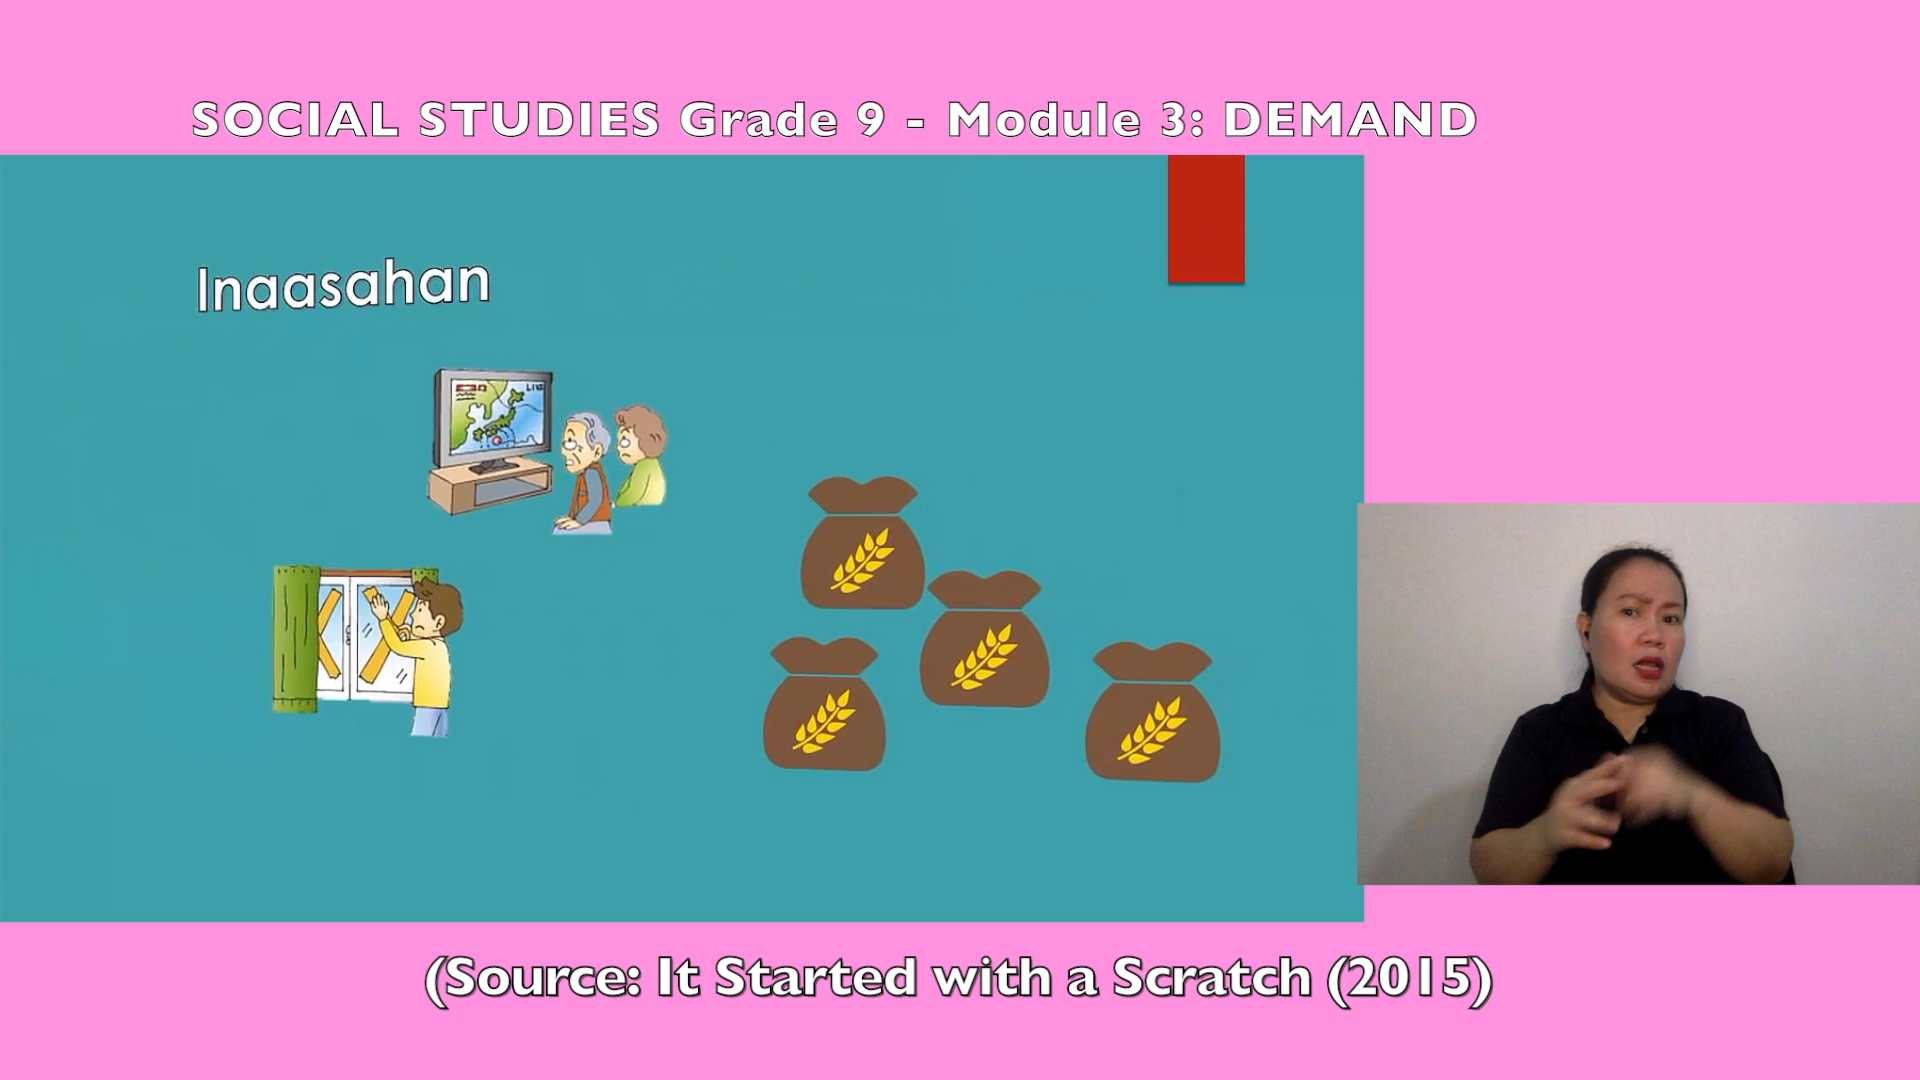 SOCIAL STUDIES Grade 9 - Module 3: DEMAND
Inaasahan
(Source: It Started with a Scratch (2015)